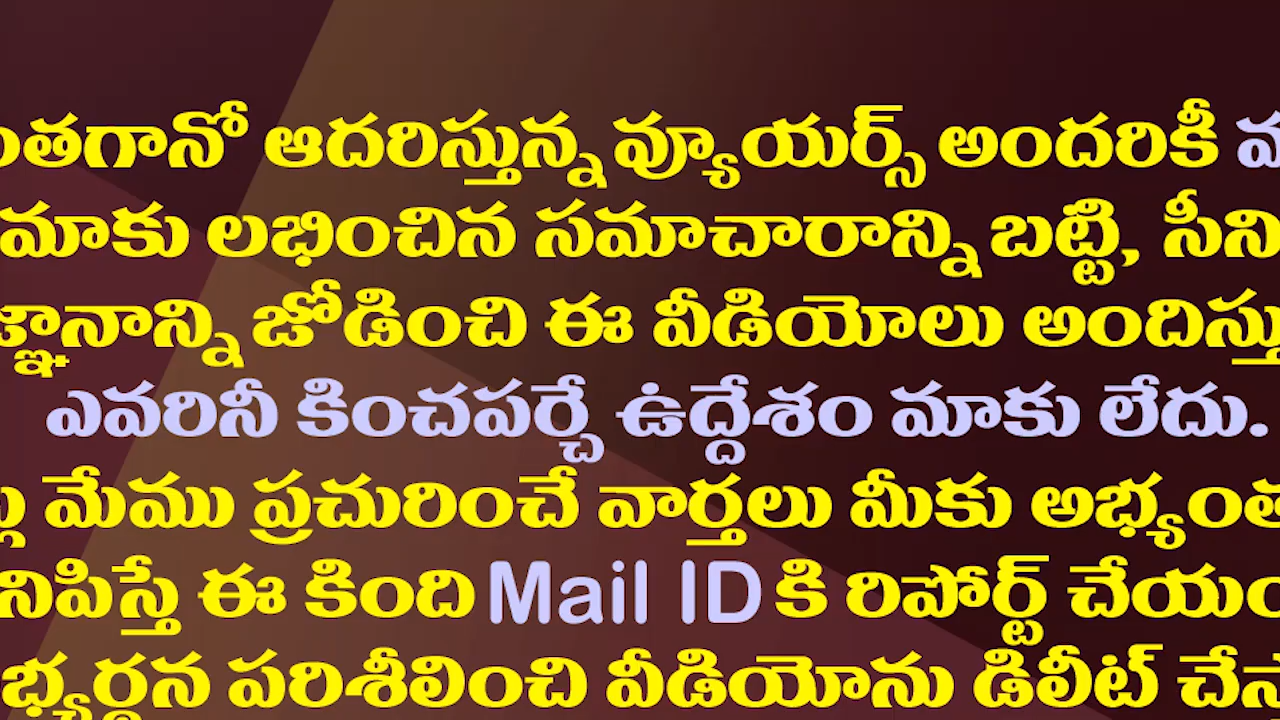 ంతగానో ఆదరిస్తున్న వ్యూయర్స్ అందరికీ
మాకు లభించిన సమాచారాన్ని బట్టి, సీని
జ్ఞానాన్ని జోడించి ఈ వీడియోలు అందిస్తు
ఎవరినీ కించపర్చే ఉద్దేశం మాకు లేదు.
మేము ప్రచురించే వార్తలు మీకు అభ్యంత
నిపిస్తే ఈ కింది Mail ID కి రిపోర్ట్ చేయం
భ్యర్థన పరిశీలించి వీడియోను డిలీట్ చేస